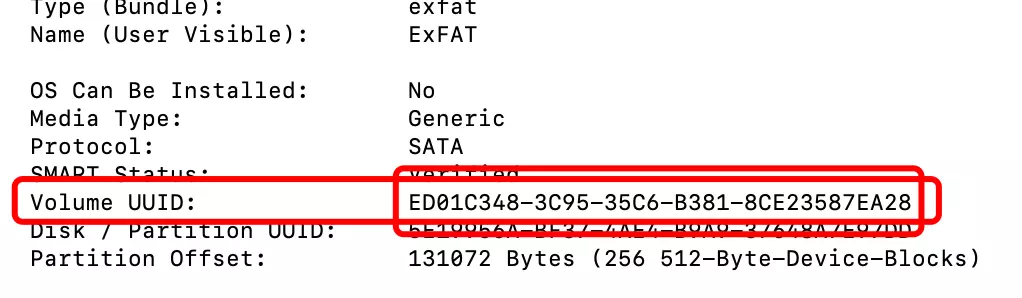 Type (Bundle): exfat
Name (User Visible): ExFAT
OS Can Be Installed: No
Media Type: Generic
Protocol: SATA
SMART Status: Verified
Volume UUID: ED01C348-3C95-35C6-B381-8CE23587EA28
Disk / Partition UUID:
Partition Offset: 131072 Bytes (256 512-Byte-Device-Blocks)